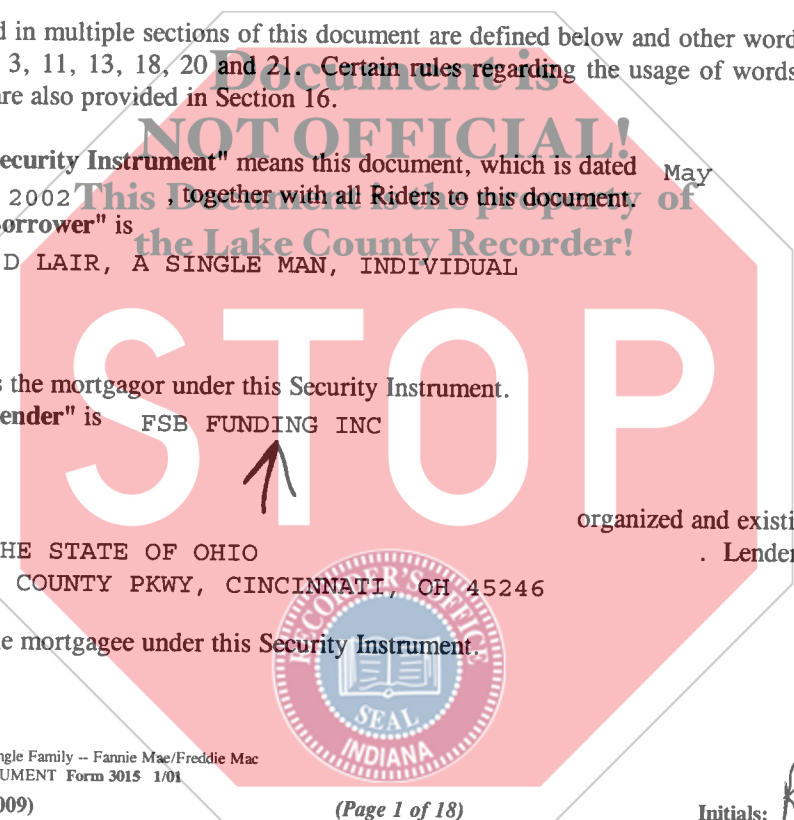 d in multiple sections of this document are defined below and other word
3, 11, 13, 18, 20 and 21. Certain rules regarding the usage of words
are also provided in Section 16.
Document is
NOT OFFICIAL!
This Document is the property of
the Lake County Recorder!
ecurity Instrument" means this document, which is dated May
2002 , together with all Riders to this document.
orrower" is
D LAIR, A SINGLE MAN, INDIVIDUAL
STOP
s the mortgagor under this Security Instrument.
ender" is FSB FUNDING INC
organized and existi
HE STATE OF OHIO . Lender
COUNTY PKWY, CINCINNATI, OH 45246
e mortgagee under this Security Instrument.
RECORDER'S OFFICE
SEAL
INDIANA
ngle Family -- Fannie Mae/Freddie Mac
UMENT Form 3015 1/01
009)
(Page 1 of 18)
Initials: